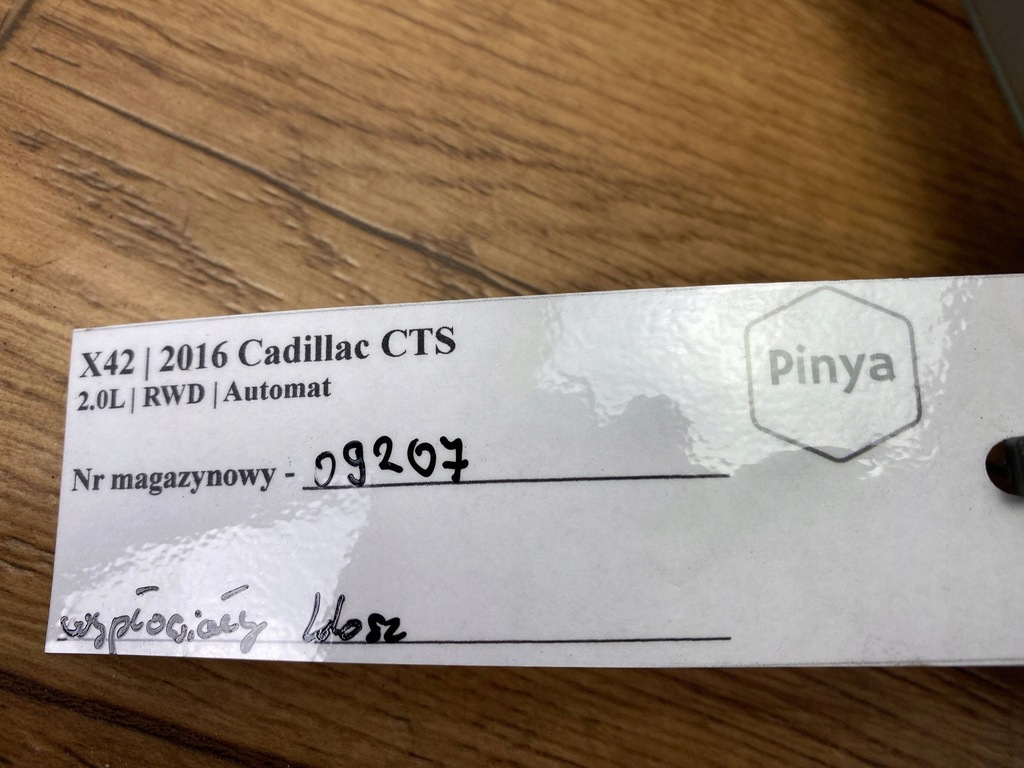 X42 | 2016 Cadillac CTS
2.0L | RWD | Automat
Pinya
Nr magazynowy - 09207